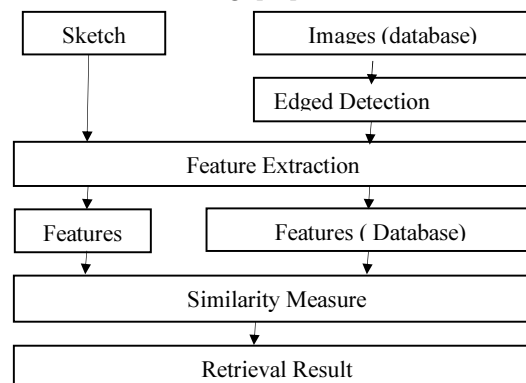 Sketch
Images (database)
Edged Detection
Feature Extraction
Features
Features ( Database)
Similarity Measure
Retrieval Result